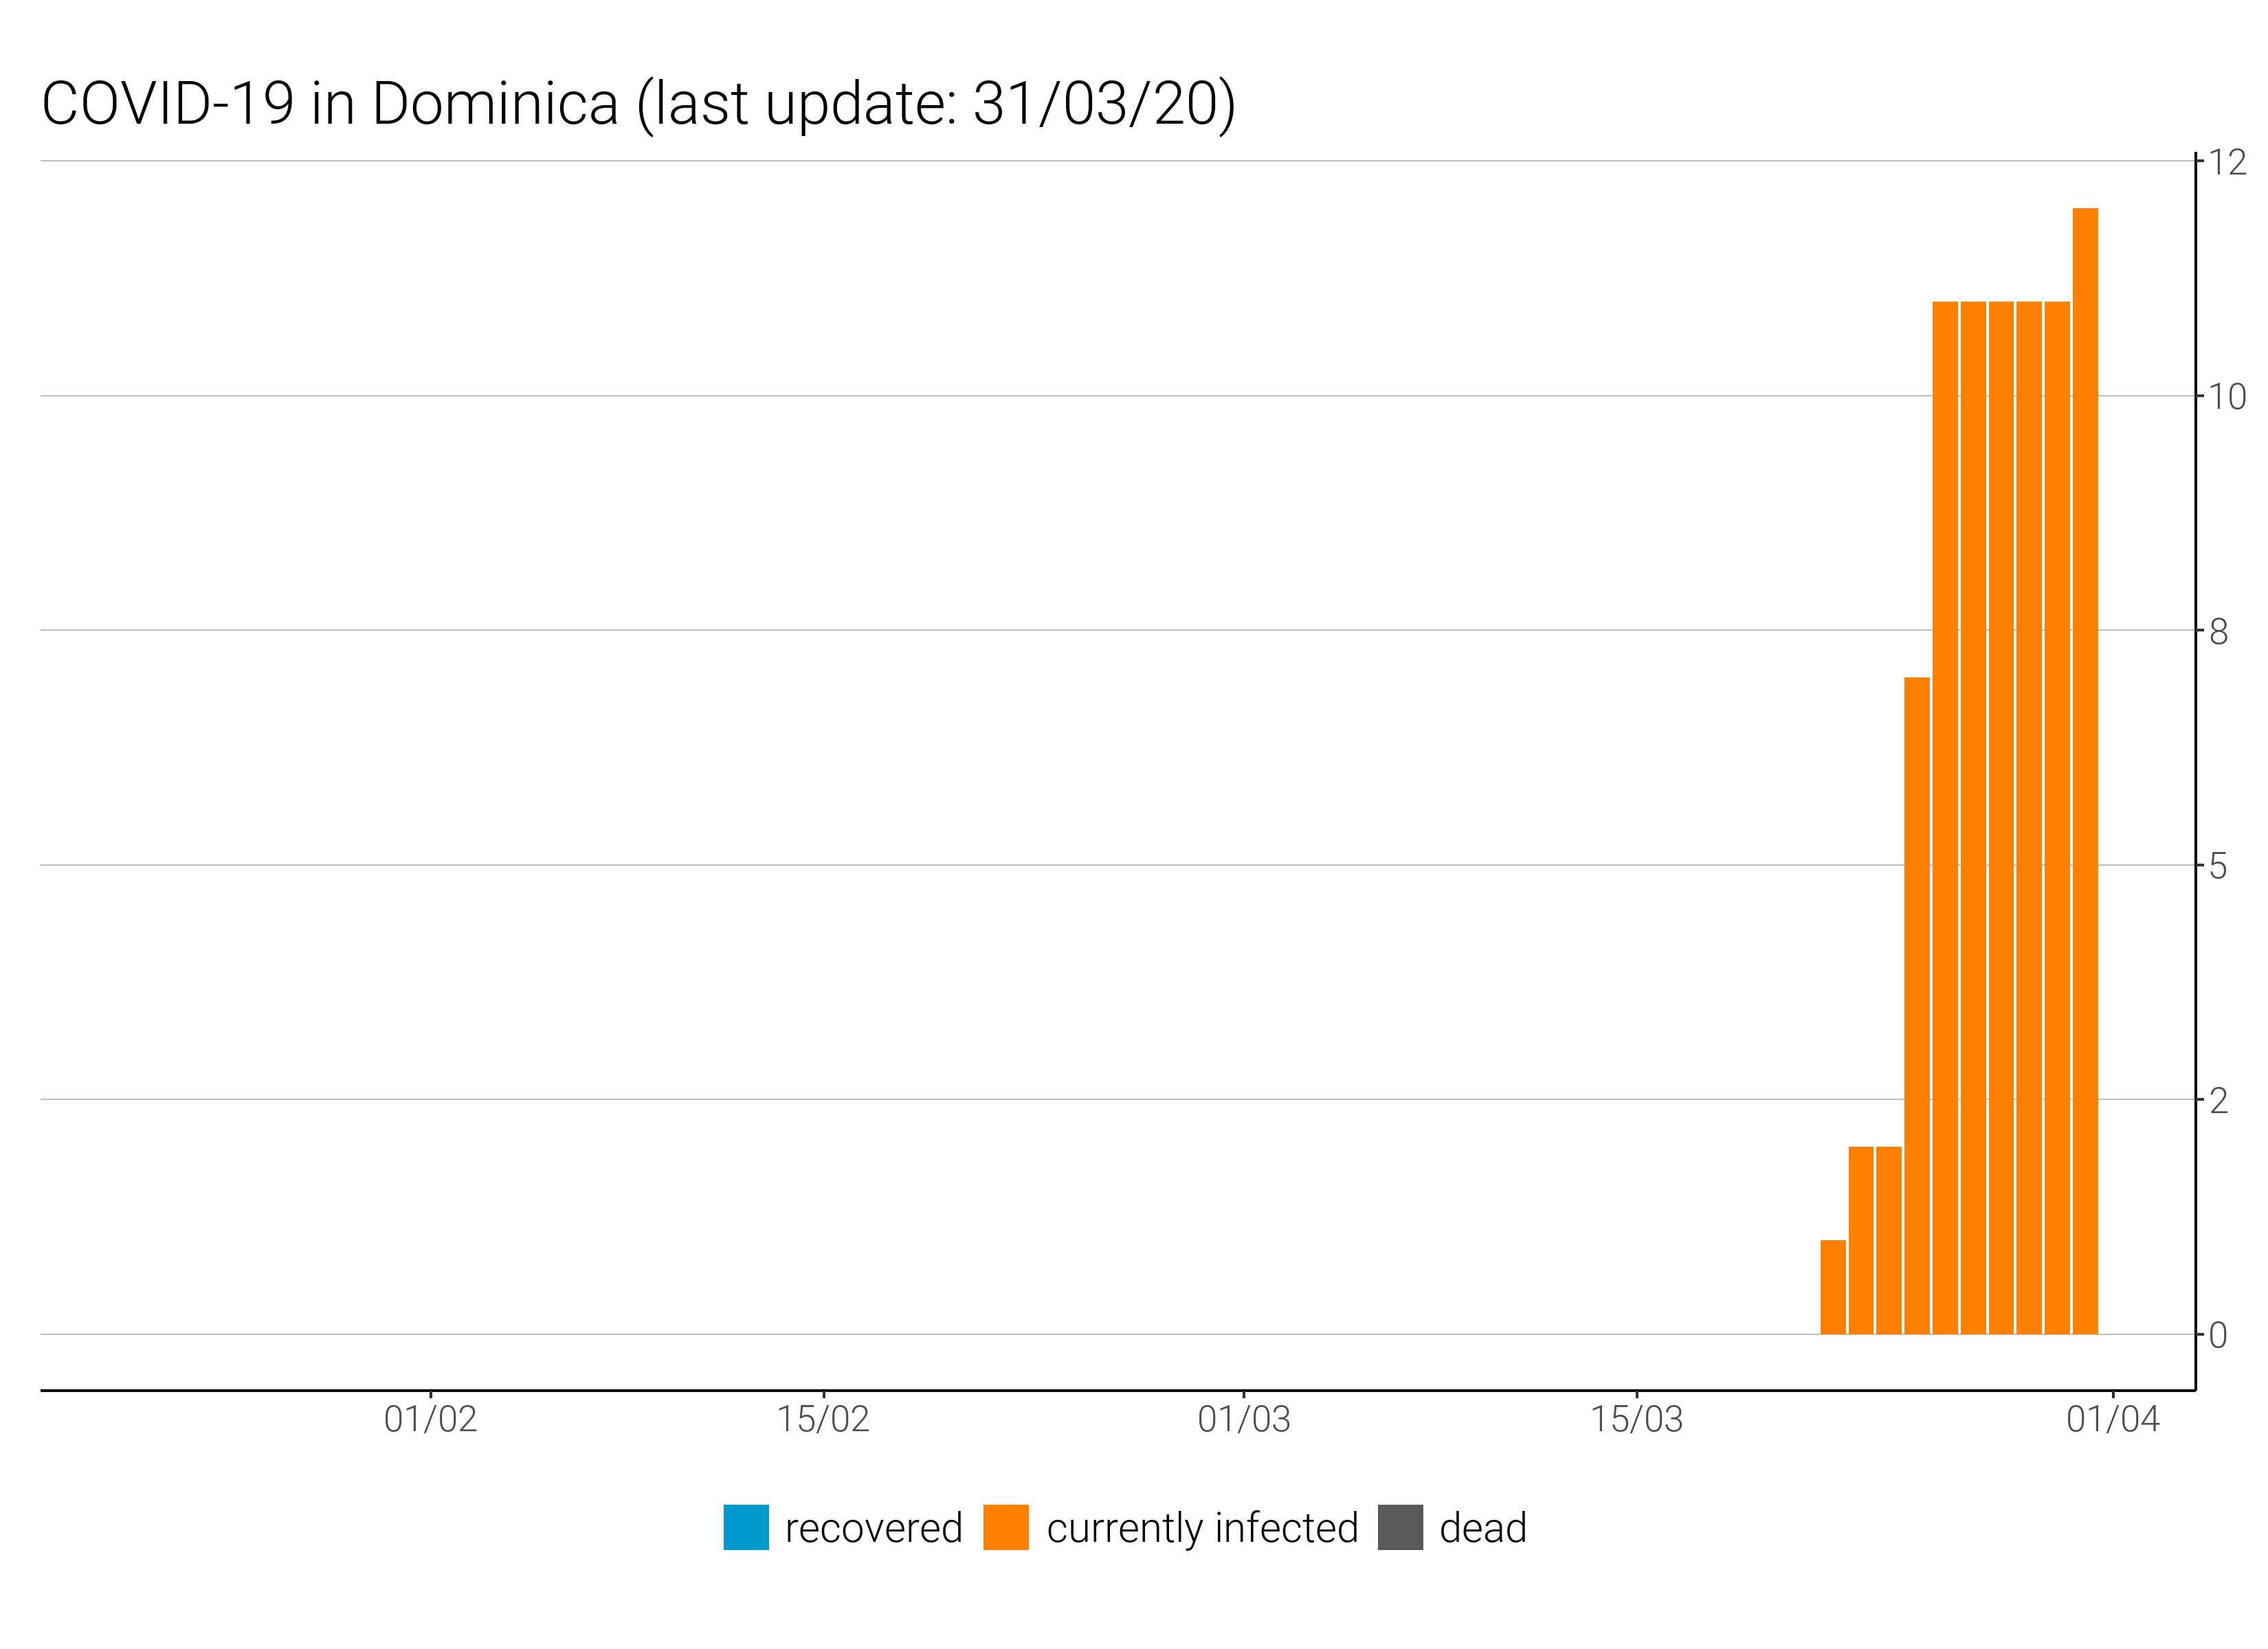 COVID-19 in Dominica (last update: 31/03/20)
12
10
8
5
2
0
01/02 15/02 01/03 15/03 01/04
recovered currently infected dead